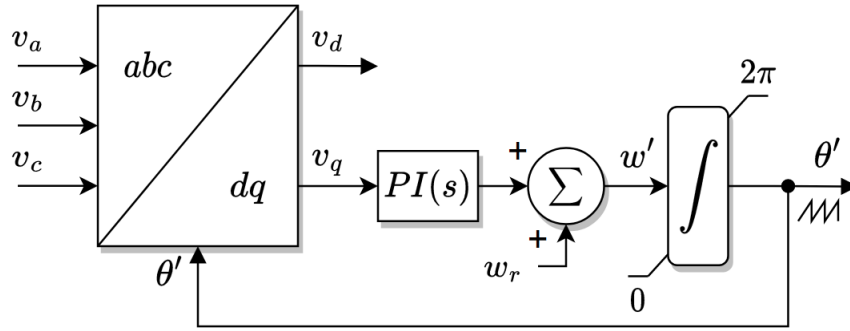 v_a
v_b
v_c
abc
dq
v_d
v_q
PI(s)
+
+
Σ
w_r
w′
∫
2π
0
θ′
θ′